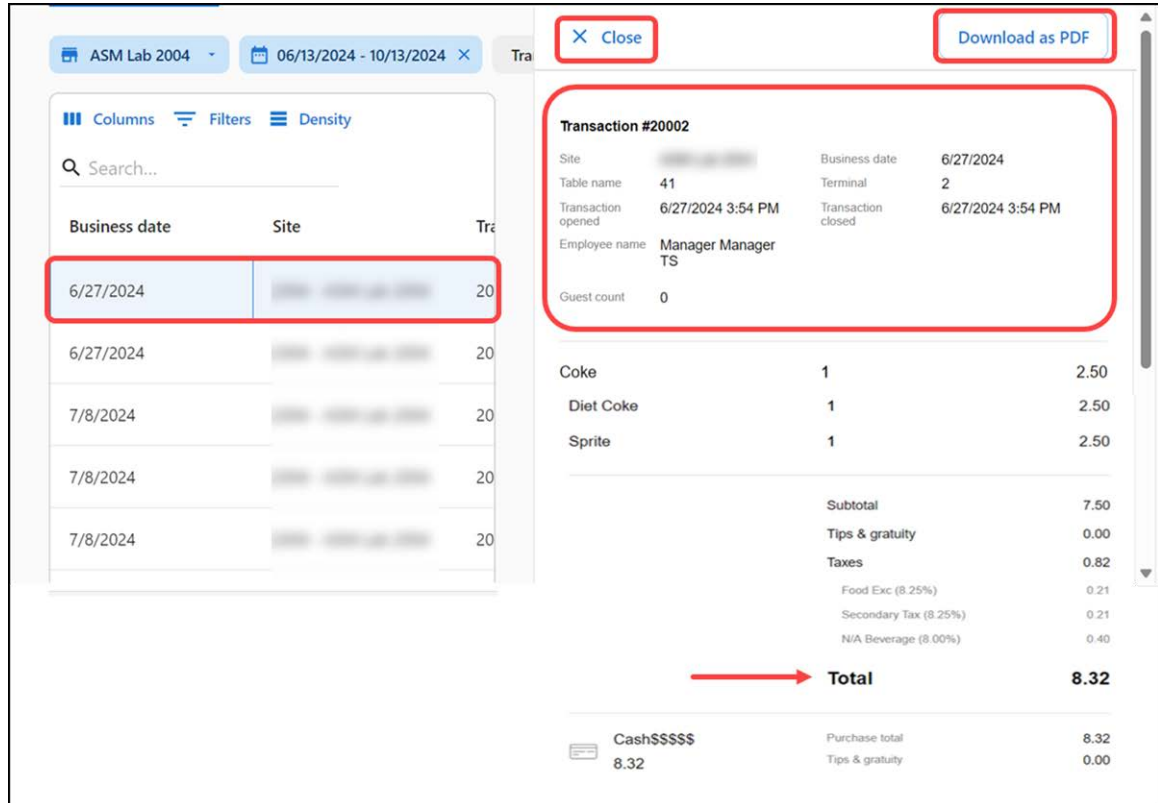 ASM Lab 2004
06/13/2024 - 10/13/2024
Columns Filters Density
Search...
Business date Site
6/27/2024 20
6/27/2024 20
7/8/2024 20
7/8/2024 20
7/8/2024 20
Close Download as PDF
Transaction #20002
Site Business date 6/27/2024
Table name 41 Terminal 2
Transaction opened 6/27/2024 3:54 PM Transaction closed 6/27/2024 3:54 PM
Employee name Manager Manager TS
Guest count 0
Coke 1 2.50
Diet Coke 1 2.50
Sprite 1 2.50
Subtotal 7.50
Tips & gratuity 0.00
Taxes 0.82
Food Exc (8.25%) 0.21
Secondary Tax (8.25%) 0.21
N/A Beverage (8.00%) 0.40
Total 8.32
Cash$$$$$ Purchase total 8.32
8.32 Tips & gratuity 0.00